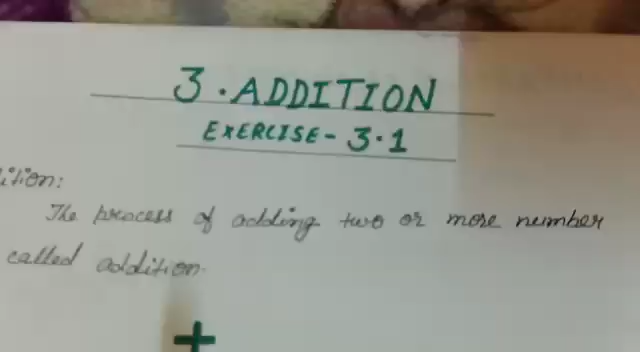 3. ADDITION
EXERCISE - 3.1
ition:
The process of adding two or more number
called addition.
+